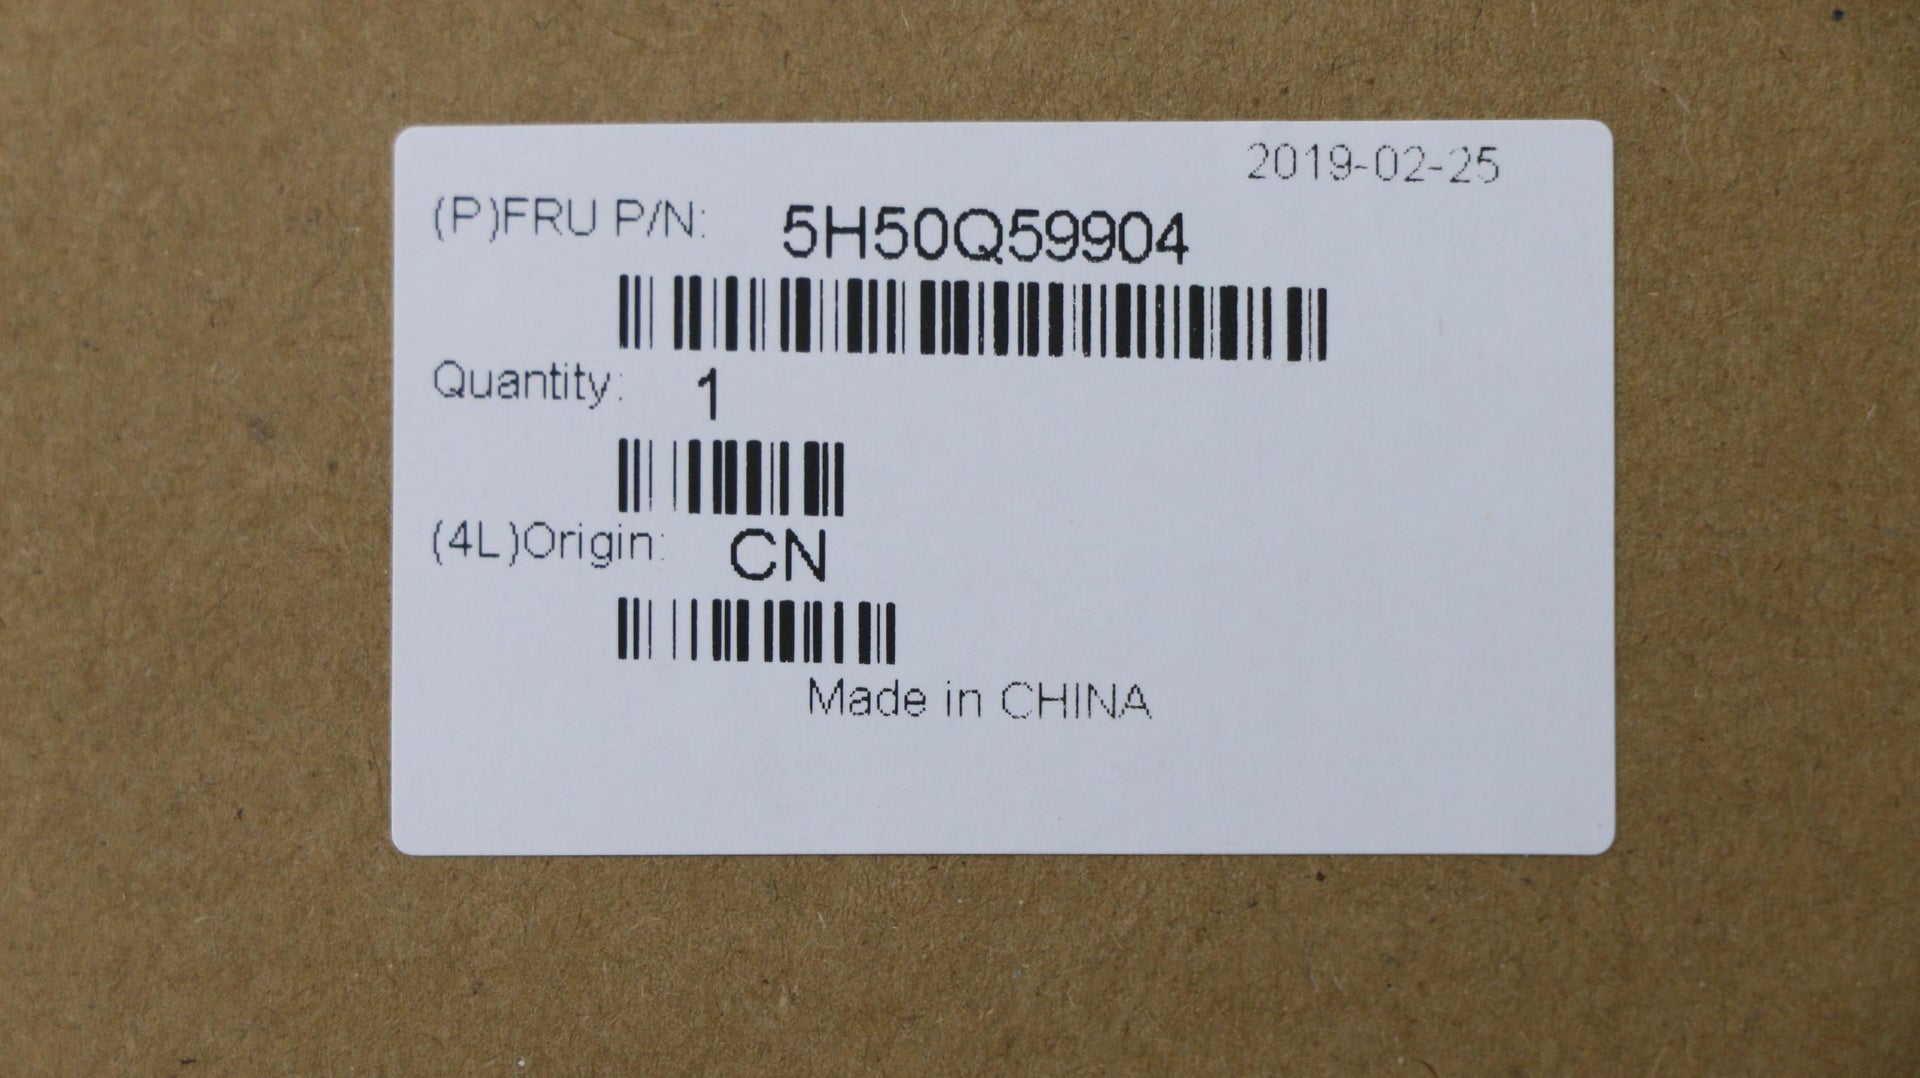 2019-02-25
(P)FRU P/N: 5H50Q59904
Quantity: 1
(4L)Origin: CN
Made in CHINA